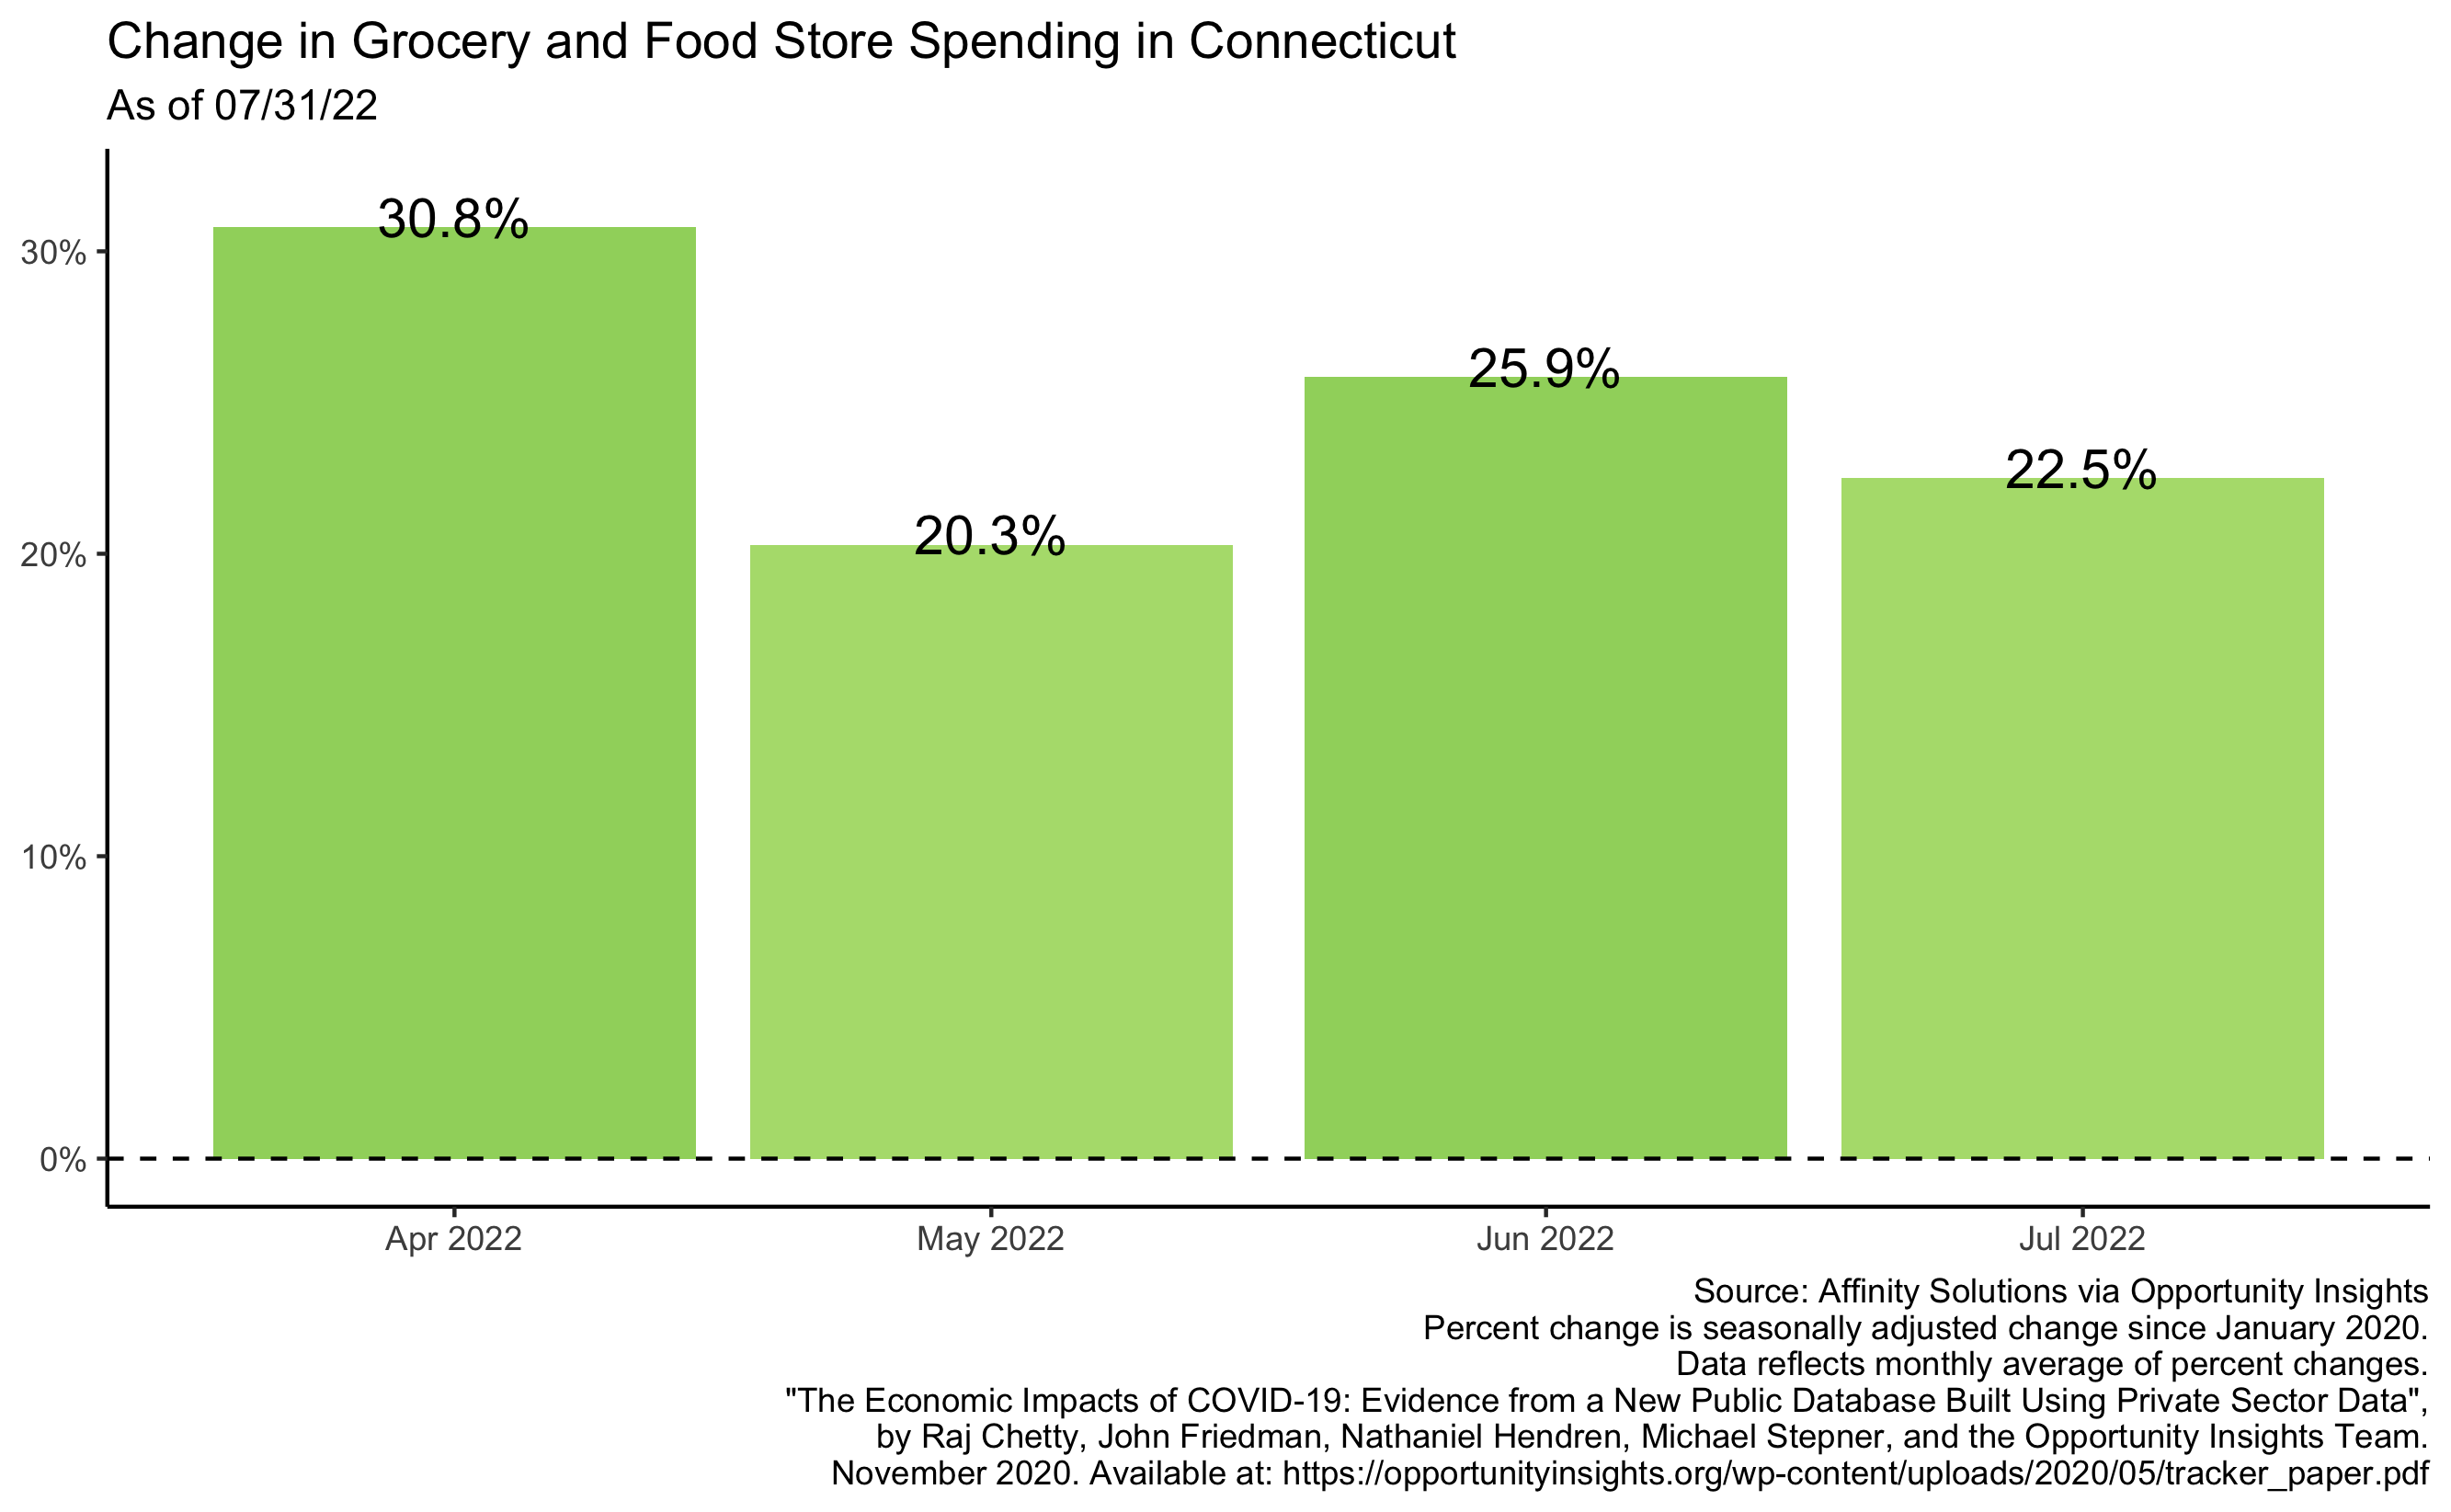 Change in Grocery and Food Store Spending in Connecticut
As of 07/31/22
30%
20%
10%
0%
30.8%
20.3%
25.9%
22.5%
Apr 2022
May 2022
Jun 2022
Jul 2022
Source: Affinity Solutions via Opportunity Insights
Percent change is seasonally adjusted change since January 2020.
Data reflects monthly average of percent changes.
"The Economic Impacts of COVID-19: Evidence from a New Public Database Built Using Private Sector Data",
by Raj Chetty, John Friedman, Nathaniel Hendren, Michael Stepner, and the Opportunity Insights Team.
November 2020. Available at: https://opportunityinsights.org/wp-content/uploads/2020/05/tracker_paper.pdf